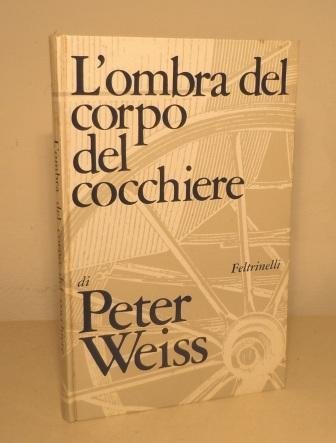 L'ombra del
corpo
del
cocchiere
Feltrinelli
di
Peter
Weiss